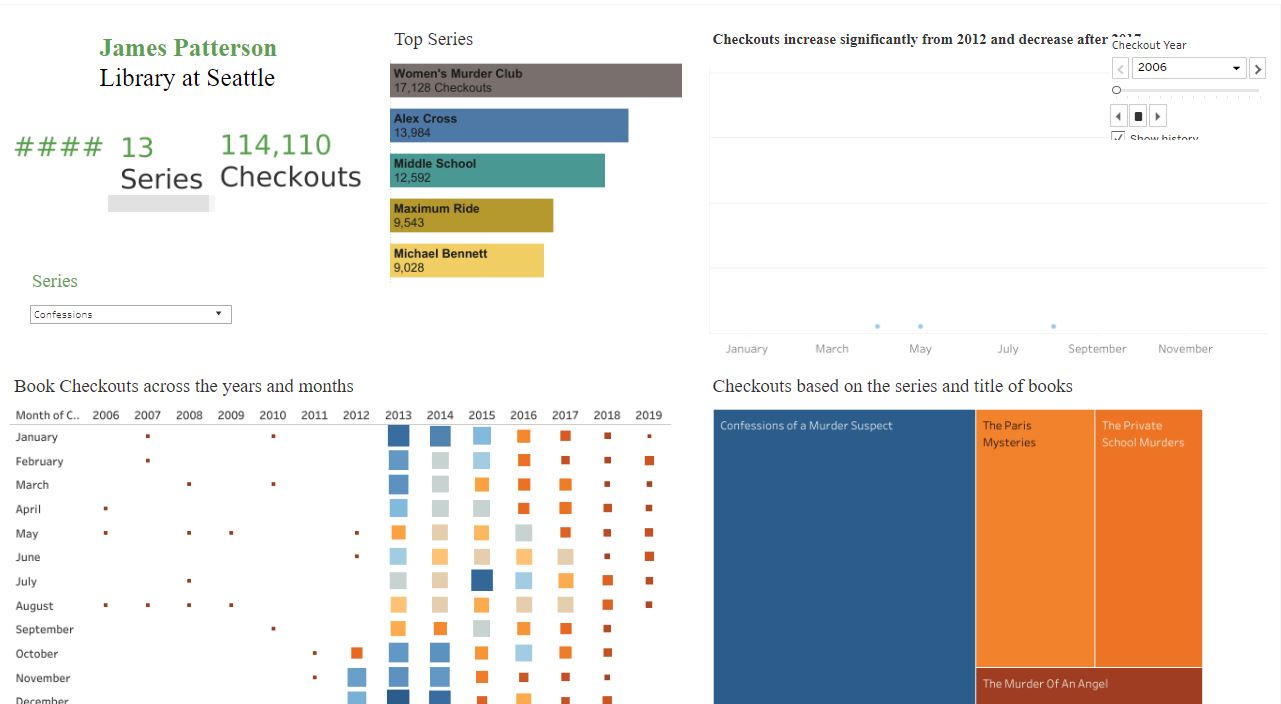 James Patterson
Library at Seattle
####
13
Series
114,110
Checkouts
Series
Confessions
Top Series
Women's Murder Club
17,128 Checkouts
Alex Cross
13,984
Middle School
12,592
Maximum Ride
9,543
Michael Bennett
9,028
Checkouts increase significantly from 2012 and decrease after 2017
Checkout Year
2006
Show history
January March May July September November
Book Checkouts across the years and months
Month of C.. 2006 2007 2008 2009 2010 2011 2012 2013 2014 2015 2016 2017 2018 2019
January
February
March
April
May
June
July
August
September
October
November
December
Checkouts based on the series and title of books
Confessions of a Murder Suspect
The Paris
Mysteries
The Private
School Murders
The Murder Of An Angel